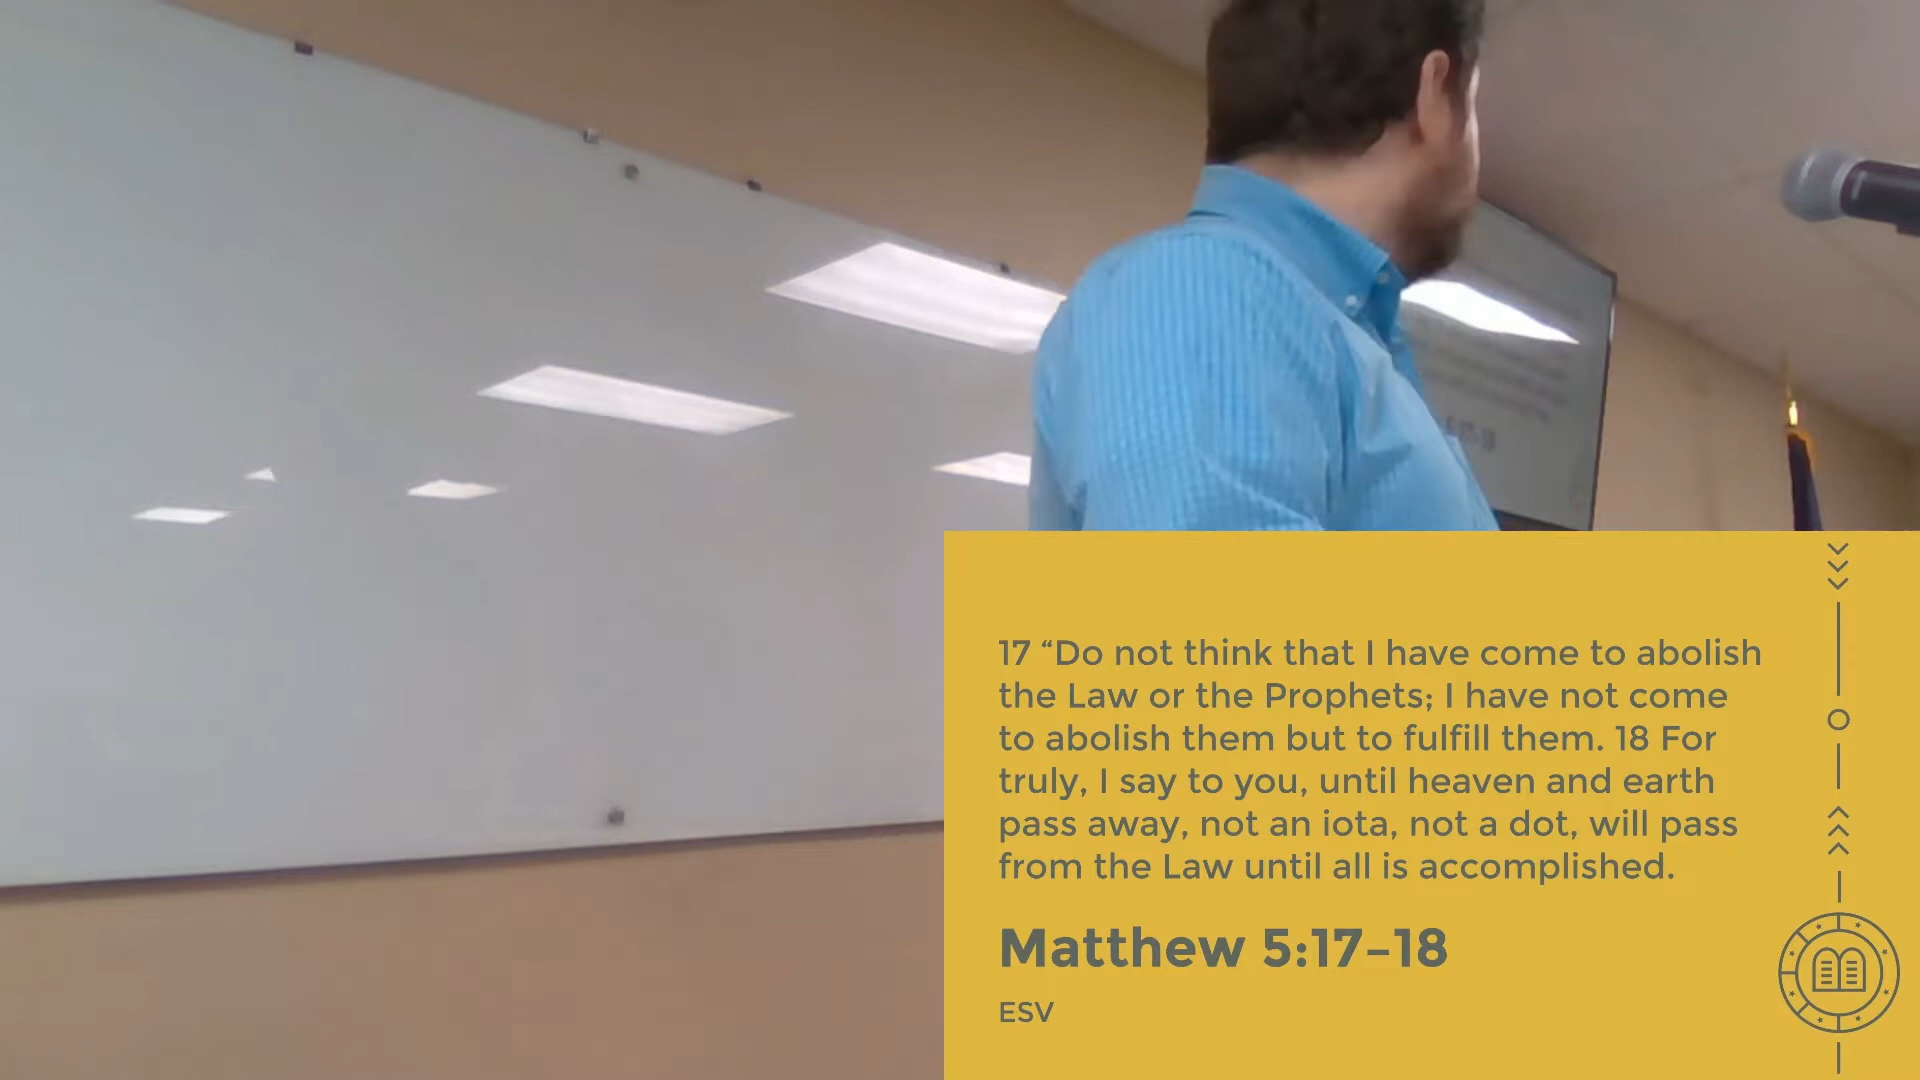 17 “Do not think that I have come to abolish
the Law or the Prophets; I have not come
to abolish them but to fulfill them. 18 For
truly, I say to you, until heaven and earth
pass away, not an iota, not a dot, will pass
from the Law until all is accomplished.
Matthew 5:17–18
ESV